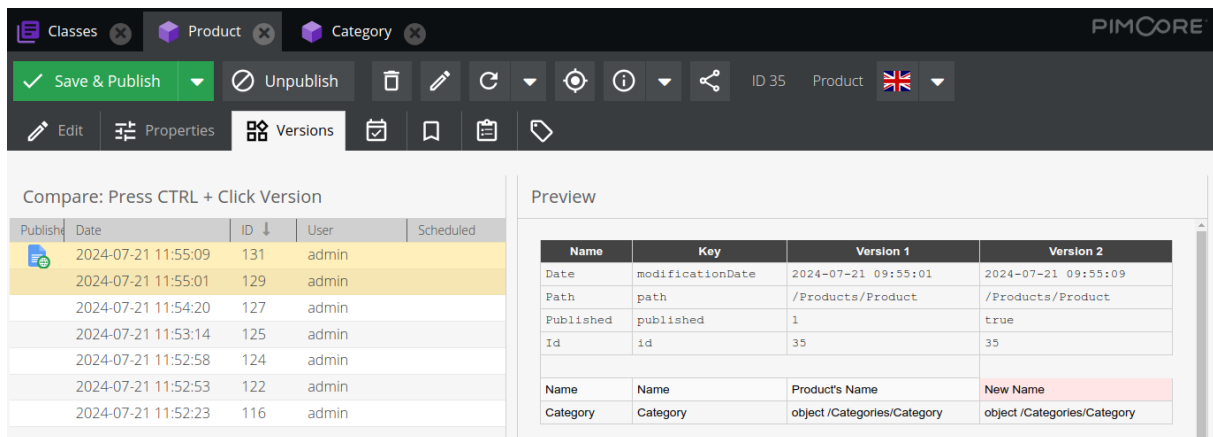 Classes Product Category PIMCORE
Save & Publish Unpublish ID 35 Product
Edit Properties Versions
Compare: Press CTRL + Click Version
Publishe Date ID User Scheduled
2024-07-21 11:55:09 131 admin
2024-07-21 11:55:01 129 admin
2024-07-21 11:54:20 127 admin
2024-07-21 11:53:14 125 admin
2024-07-21 11:52:58 124 admin
2024-07-21 11:52:53 122 admin
2024-07-21 11:52:23 116 admin
Preview
Name Key Version 1 Version 2
Date modificationDate 2024-07-21 09:55:01 2024-07-21 09:55:09
Path path /Products/Product /Products/Product
Published published 1 true
Id id 35 35
Name Name Product's Name New Name
Category Category object /Categories/Category object /Categories/Category